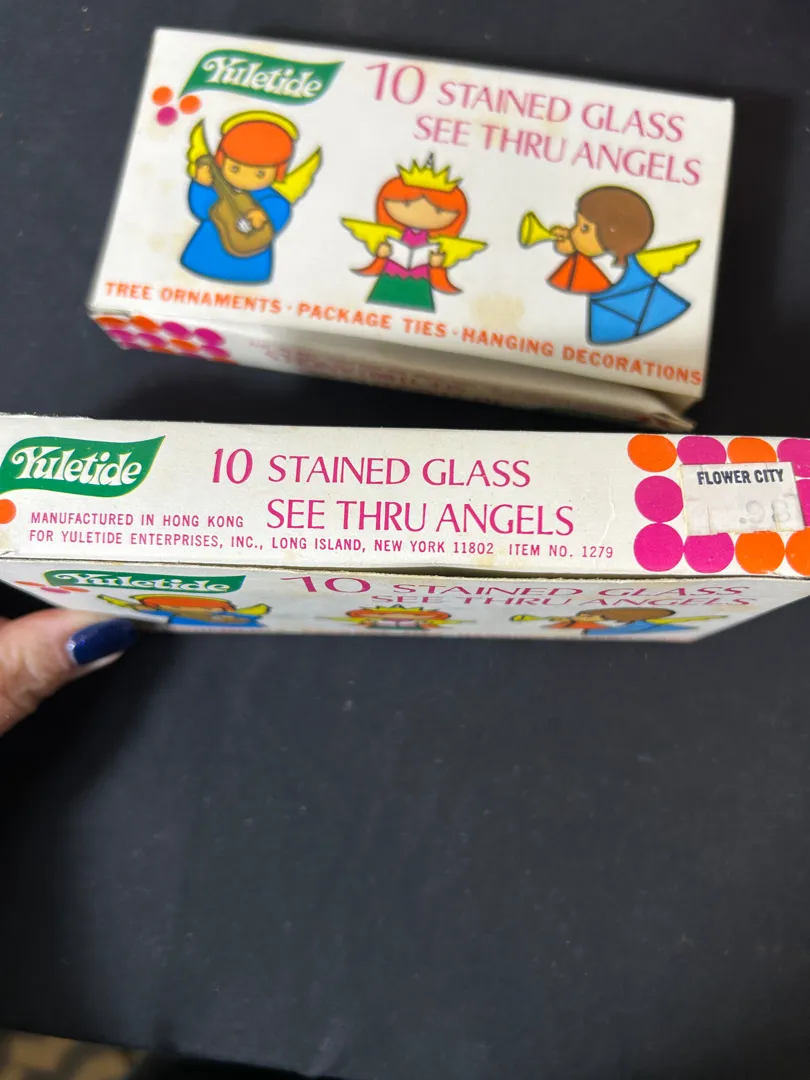 Yuletide
10 STAINED GLASS
SEE THRU ANGELS
TREE ORNAMENTS · PACKAGE TIES · HANGING DECORATIONS
Yuletide
10 STAINED GLASS
SEE THRU ANGELS
MANUFACTURED IN HONG KONG
FOR YULETIDE ENTERPRISES, INC., LONG ISLAND, NEW YORK 11802 ITEM NO. 1279
FLOWER CITY
.98
Yuletide
10 STAINED GLASS
SEE THRU ANGELS